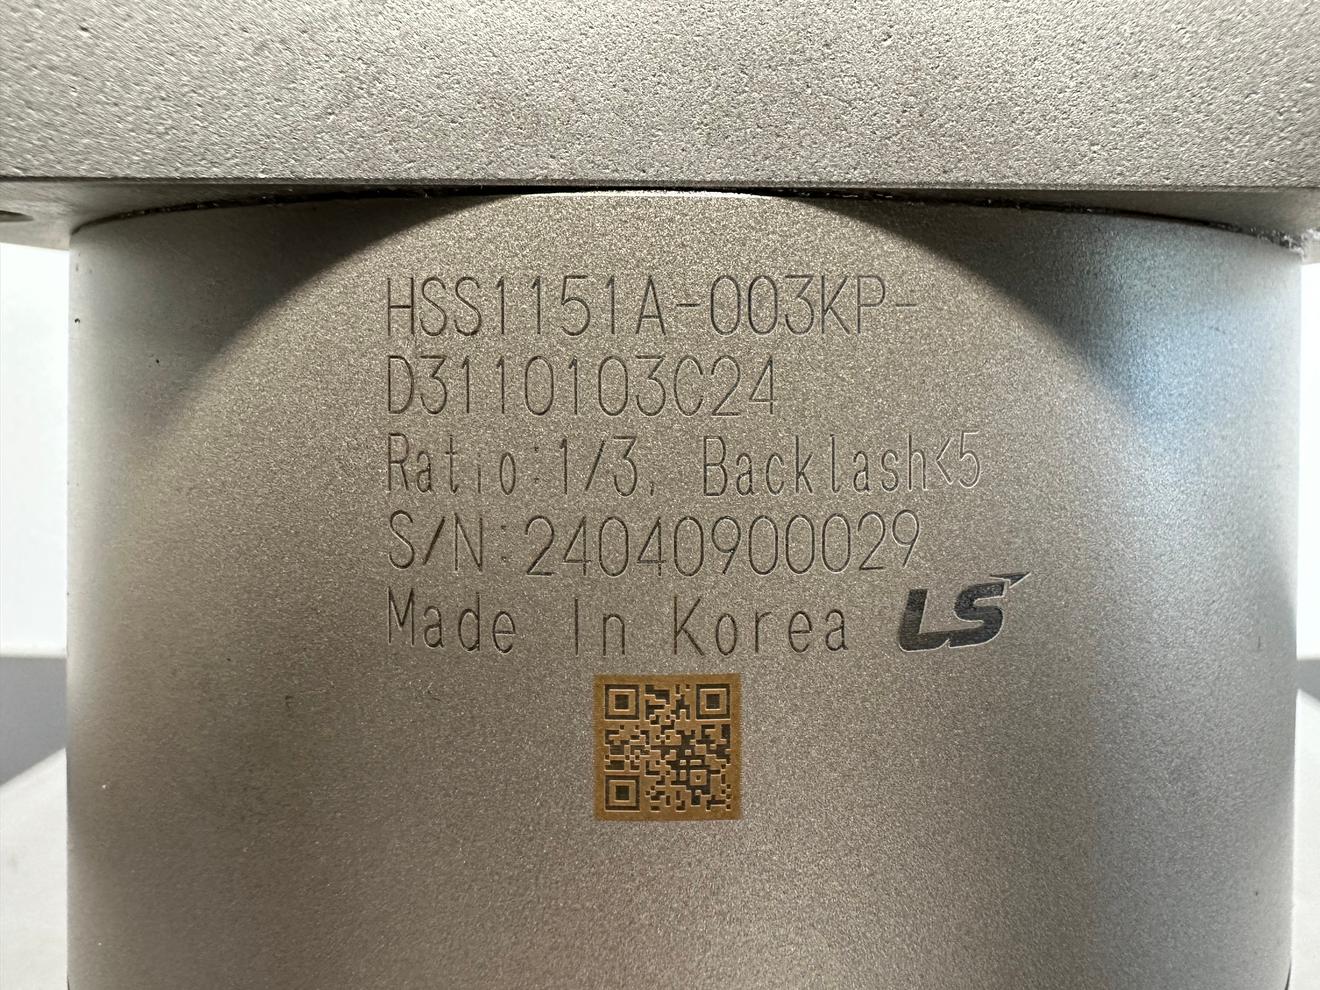 HSS1151A-003KP-
D3110103C24
Ratio:1/3, Backlash<5
S/N:24040900029
Made In Korea LS